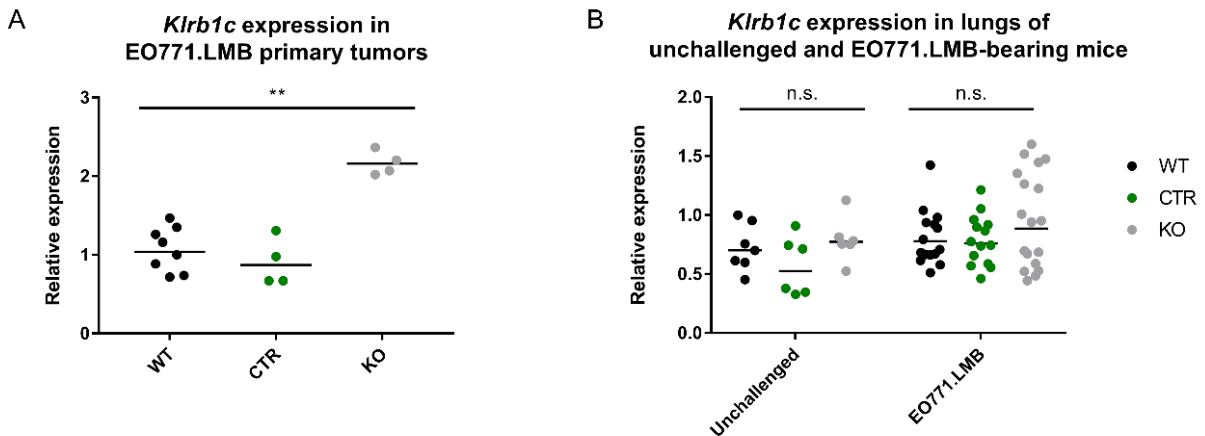 A
Klrb1c expression in
EO771.LMB primary tumors
**
3
2
1
0
Relative expression
WT
CTR
KO
B
Klrb1c expression in lungs of
unchallenged and EO771.LMB-bearing mice
n.s.
n.s.
2.0
1.5
1.0
0.5
0.0
Relative expression
Unchallenged
EO771.LMB
WT
CTR
KO